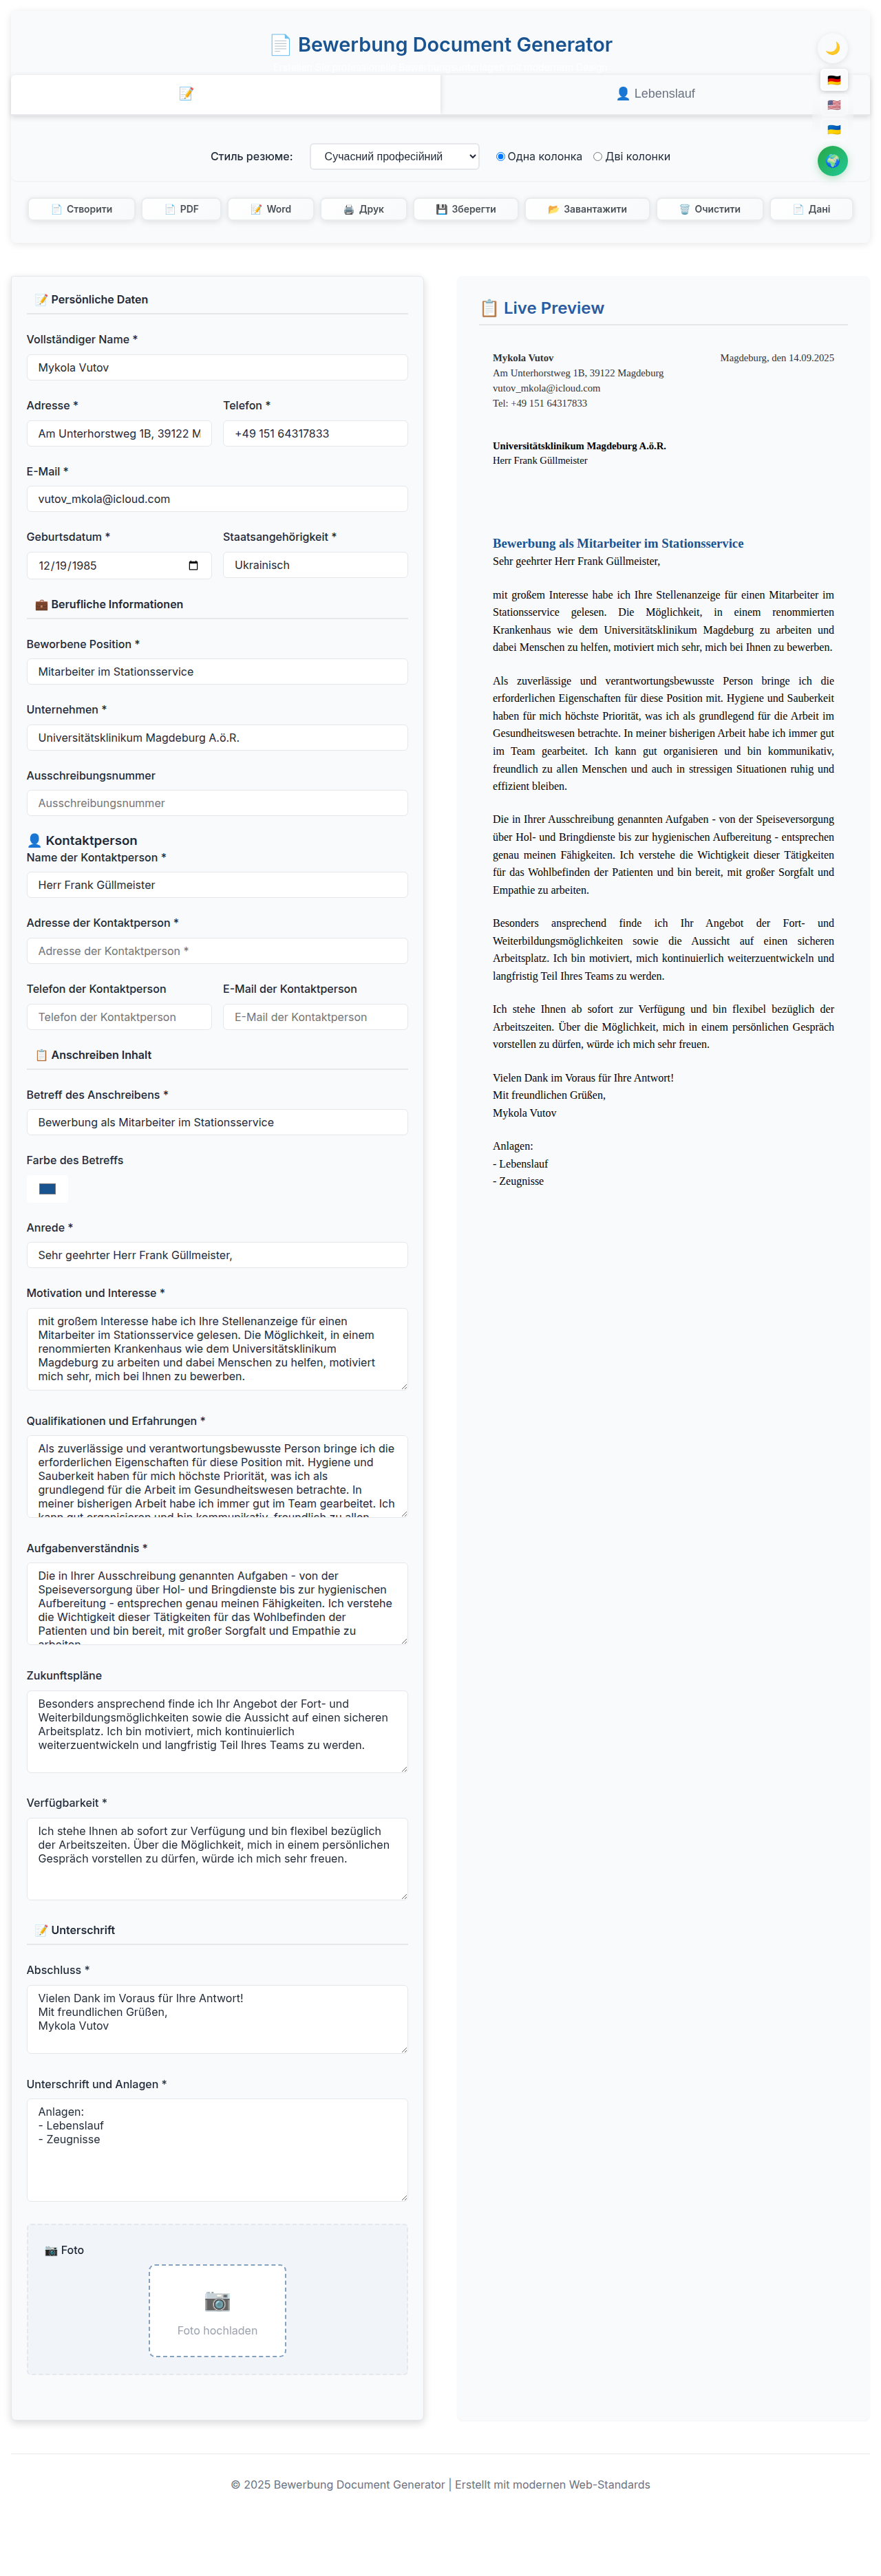 📄 Bewerbung Document Generator
🌙
🇩🇪
🇺🇸
🇺🇦
🌍
📝
👤 Lebenslauf
Стиль резюме:
Сучасний професійний
Одна колонка
Дві колонки
📄 Створити
📄 PDF
📝 Word
🖨️ Друк
💾 Зберегти
📂 Завантажити
🗑️ Очистити
📄 Дані
📝 Persönliche Daten
Vollständiger Name *
Mykola Vutov
Adresse *
Telefon *
Am Unterhorstweg 1B, 39122 M
+49 151 64317833
E-Mail *
vutov_mkola@icloud.com
Geburtsdatum *
Staatsangehörigkeit *
12/19/1985
Ukrainisch
💼 Berufliche Informationen
Beworbene Position *
Mitarbeiter im Stationsservice
Unternehmen *
Universitätsklinikum Magdeburg A.ö.R.
Ausschreibungsnummer
Ausschreibungsnummer
👤 Kontaktperson
Name der Kontaktperson *
Herr Frank Güllmeister
Adresse der Kontaktperson *
Adresse der Kontaktperson *
Telefon der Kontaktperson
E-Mail der Kontaktperson
Telefon der Kontaktperson
E-Mail der Kontaktperson
📋 Anschreiben Inhalt
Betreff des Anschreibens *
Bewerbung als Mitarbeiter im Stationsservice
Farbe des Betreffs
Anrede *
Sehr geehrter Herr Frank Güllmeister,
Motivation und Interesse *
mit großem Interesse habe ich Ihre Stellenanzeige für einen
Mitarbeiter im Stationsservice gelesen. Die Möglichkeit, in einem
renommierten Krankenhaus wie dem Universitätsklinikum
Magdeburg zu arbeiten und dabei Menschen zu helfen, motiviert
mich sehr, mich bei Ihnen zu bewerben.
Qualifikationen und Erfahrungen *
Als zuverlässige und verantwortungsbewusste Person bringe ich die
erforderlichen Eigenschaften für diese Position mit. Hygiene und
Sauberkeit haben für mich höchste Priorität, was ich als
grundlegend für die Arbeit im Gesundheitswesen betrachte. In
meiner bisherigen Arbeit habe ich immer gut im Team gearbeitet. Ich
kann gut organisieren und bin kommunikativ, freundlich zu allen
Aufgabenverständnis *
Die in Ihrer Ausschreibung genannten Aufgaben - von der
Speiseversorgung über Hol- und Bringdienste bis zur hygienischen
Aufbereitung - entsprechen genau meinen Fähigkeiten. Ich verstehe
die Wichtigkeit dieser Tätigkeiten für das Wohlbefinden der
Patienten und bin bereit, mit großer Sorgfalt und Empathie zu
arbeiten.
Zukunftspläne
Besonders ansprechend finde ich Ihr Angebot der Fort- und
Weiterbildungsmöglichkeiten sowie die Aussicht auf einen sicheren
Arbeitsplatz. Ich bin motiviert, mich kontinuierlich
weiterzuentwickeln und langfristig Teil Ihres Teams zu werden.
Verfügbarkeit *
Ich stehe Ihnen ab sofort zur Verfügung und bin flexibel bezüglich
der Arbeitszeiten. Über die Möglichkeit, mich in einem persönlichen
Gespräch vorstellen zu dürfen, würde ich mich sehr freuen.
📝 Unterschrift
Abschluss *
Vielen Dank im Voraus für Ihre Antwort!
Mit freundlichen Grüßen,
Mykola Vutov
Unterschrift und Anlagen *
Anlagen:
- Lebenslauf
- Zeugnisse
📷 Foto
📷
Foto hochladen
📋 Live Preview
Mykola Vutov
Magdeburg, den 14.09.2025
Am Unterhorstweg 1B, 39122 Magdeburg
vutov_mkola@icloud.com
Tel: +49 151 64317833
Universitätsklinikum Magdeburg A.ö.R.
Herr Frank Güllmeister
Bewerbung als Mitarbeiter im Stationsservice
Sehr geehrter Herr Frank Güllmeister,
mit großem Interesse habe ich Ihre Stellenanzeige für einen Mitarbeiter im
Stationsservice gelesen. Die Möglichkeit, in einem renommierten
Krankenhaus wie dem Universitätsklinikum Magdeburg zu arbeiten und
dabei Menschen zu helfen, motiviert mich sehr, mich bei Ihnen zu bewerben.
Als zuverlässige und verantwortungsbewusste Person bringe ich die
erforderlichen Eigenschaften für diese Position mit. Hygiene und Sauberkeit
haben für mich höchste Priorität, was ich als grundlegend für die Arbeit im
Gesundheitswesen betrachte. In meiner bisherigen Arbeit habe ich immer gut
im Team gearbeitet. Ich kann gut organisieren und bin kommunikativ,
freundlich zu allen Menschen und auch in stressigen Situationen ruhig und
effizient bleiben.
Die in Ihrer Ausschreibung genannten Aufgaben - von der Speiseversorgung
über Hol- und Bringdienste bis zur hygienischen Aufbereitung - entsprechen
genau meinen Fähigkeiten. Ich verstehe die Wichtigkeit dieser Tätigkeiten
für das Wohlbefinden der Patienten und bin bereit, mit großer Sorgfalt und
Empathie zu arbeiten.
Besonders ansprechend finde ich Ihr Angebot der Fort- und
Weiterbildungsmöglichkeiten sowie die Aussicht auf einen sicheren
Arbeitsplatz. Ich bin motiviert, mich kontinuierlich weiterzuentwickeln und
langfristig Teil Ihres Teams zu werden.
Ich stehe Ihnen ab sofort zur Verfügung und bin flexibel bezüglich der
Arbeitszeiten. Über die Möglichkeit, mich in einem persönlichen Gespräch
vorstellen zu dürfen, würde ich mich sehr freuen.
Vielen Dank im Voraus für Ihre Antwort!
Mit freundlichen Grüßen,
Mykola Vutov
Anlagen:
- Lebenslauf
- Zeugnisse
© 2025 Bewerbung Document Generator | Erstellt mit modernen Web-Standards